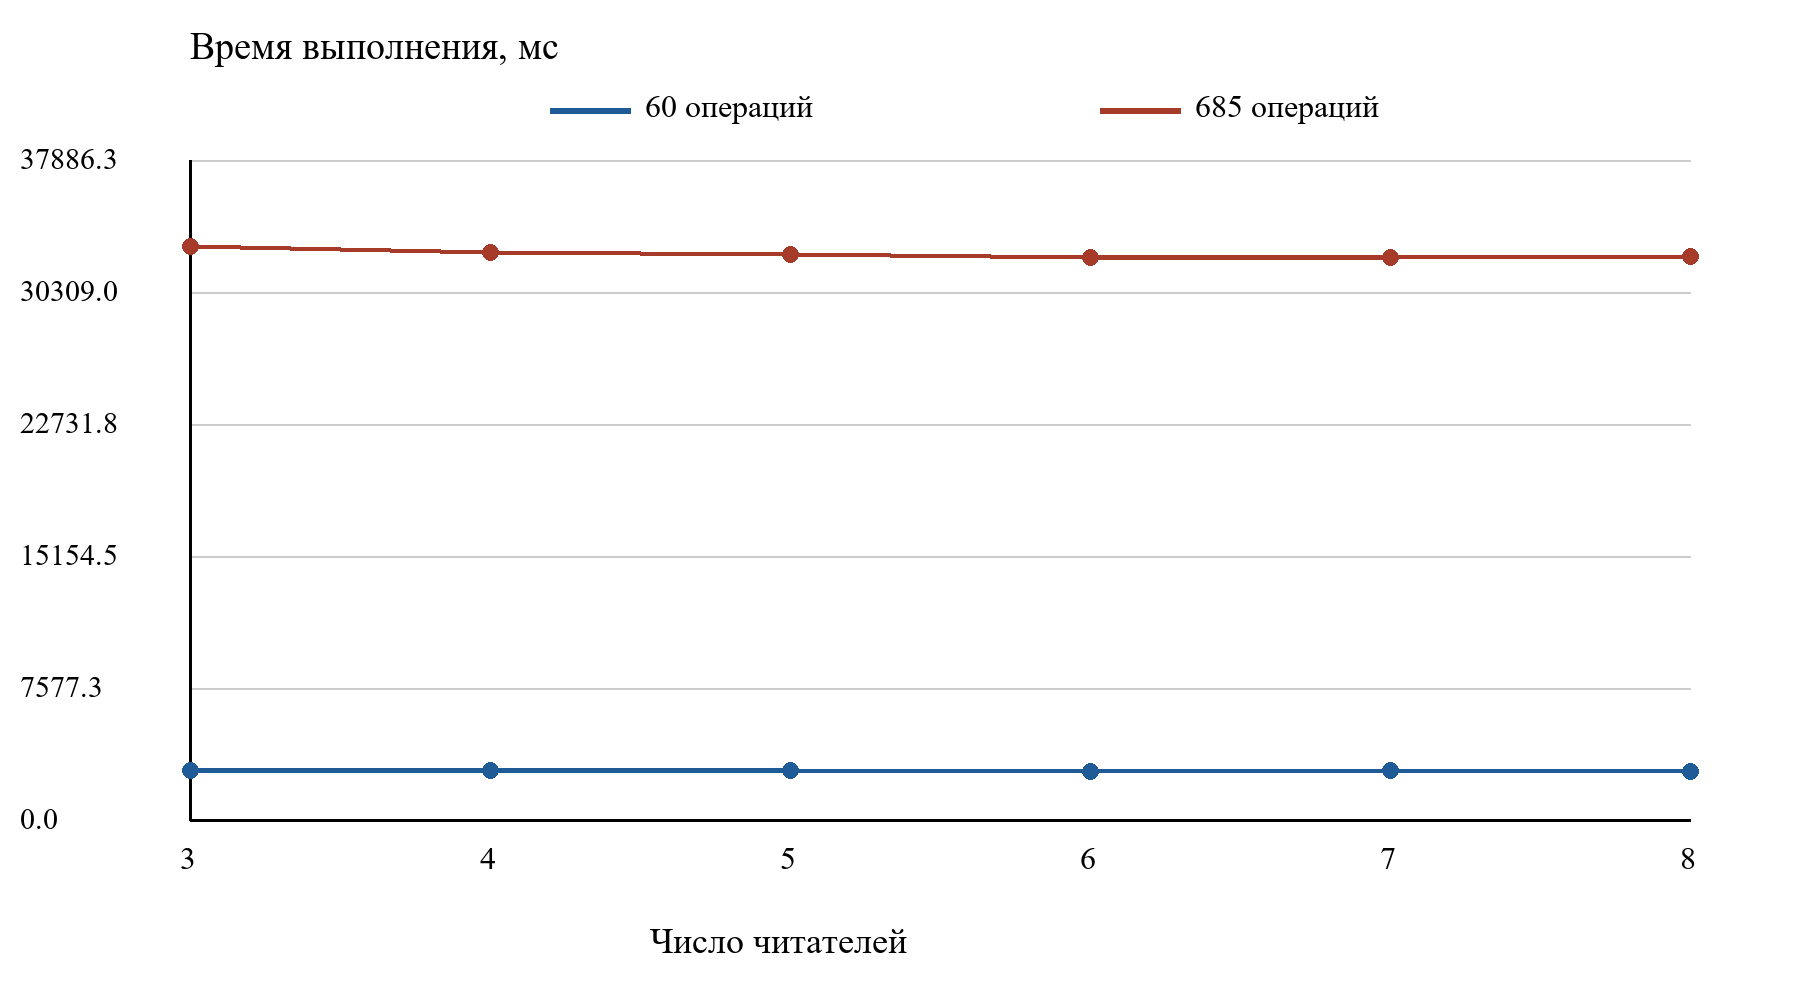 Время выполнения, мс
60 операций
685 операций
37886.3
30309.0
22731.8
15154.5
7577.3
0.0
3 4 5 6 7 8
Число читателей